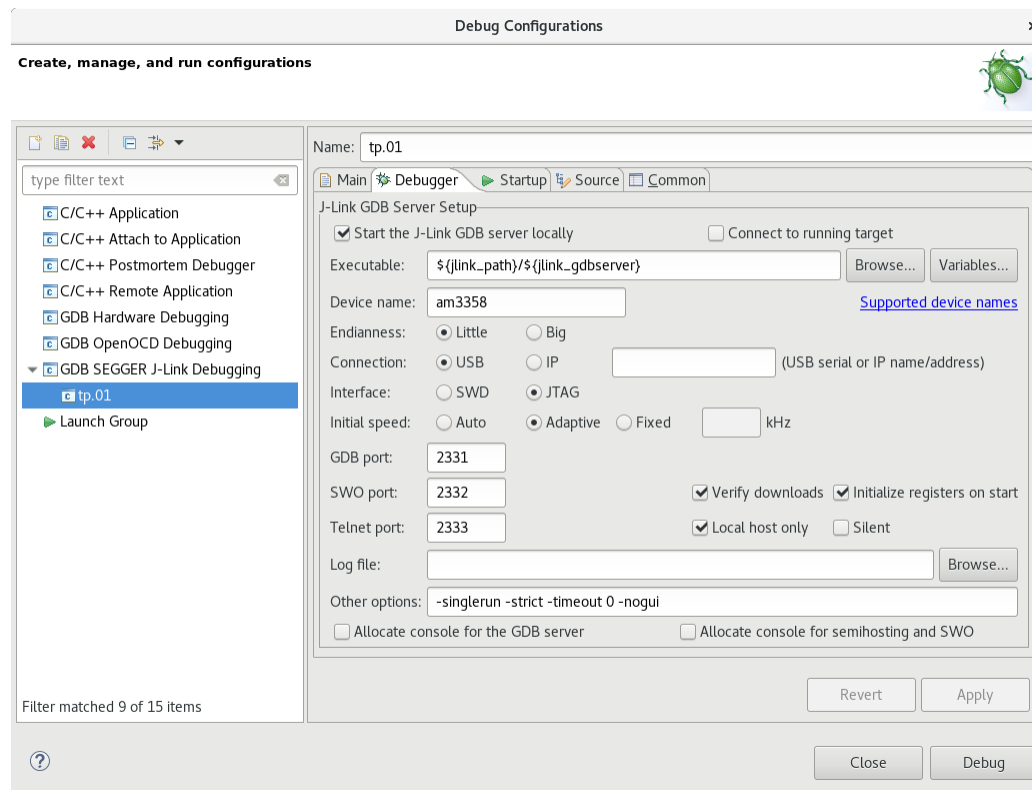 Debug Configurations
Create, manage, and run configurations
type filter text
C/C++ Application
C/C++ Attach to Application
C/C++ Postmortem Debugger
C/C++ Remote Application
GDB Hardware Debugging
GDB OpenOCD Debugging
GDB SEGGER J-Link Debugging
tp.01
Launch Group
Filter matched 9 of 15 items
Name: tp.01
Main Debugger Startup Source Common
J-Link GDB Server Setup
Start the J-Link GDB server locally Connect to running target
Executable: ${jlink_path}/${jlink_gdbserver} Browse... Variables...
Device name: am3358 Supported device names
Endianness: Little Big
Connection: USB IP (USB serial or IP name/address)
Interface: SWD JTAG
Initial speed: Auto Adaptive Fixed kHz
GDB port: 2331
SWO port: 2332 Verify downloads Initialize registers on start
Telnet port: 2333 Local host only Silent
Log file: Browse...
Other options: -singlerun -strict -timeout 0 -nogui
Allocate console for the GDB server Allocate console for semihosting and SWO
Revert Apply
? Close Debug